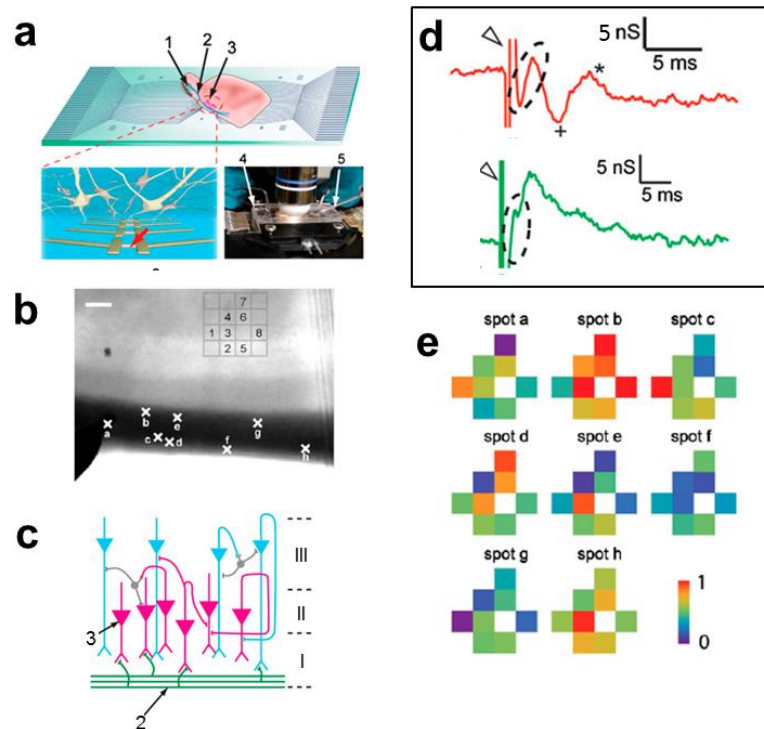 a
1 2 3
4 5
b
7
4 6
1 3 8
2 5
a b c d e f g h
c
III
II
I
3
2
d
5 nS
5 ms
*
+
5 nS
5 ms
e
spot a spot b spot c
spot d spot e spot f
spot g spot h
1
0